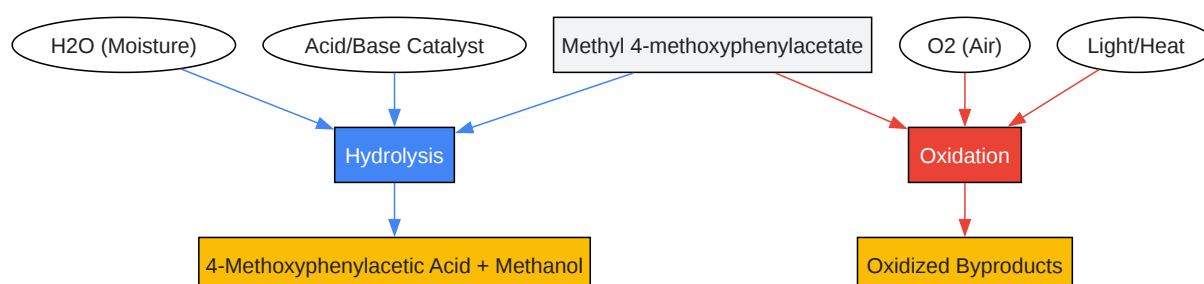 H2O (Moisture)
Acid/Base Catalyst
Methyl 4-methoxyphenylacetate
O2 (Air)
Light/Heat
Hydrolysis
Oxidation
4-Methoxyphenylacetic Acid + Methanol
Oxidized Byproducts